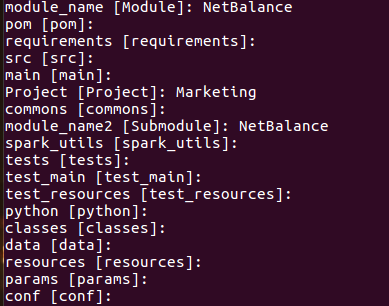 module_name [Module]: NetBalance
pom [pom]:
requirements [requirements]:
src [src]:
main [main]:
Project [Project]: Marketing
commons [commons]:
module_name2 [Submodule]: NetBalance
spark_utils [spark_utils]:
tests [tests]:
test_main [test_main]:
test_resources [test_resources]:
python [python]:
classes [classes]:
data [data]:
resources [resources]:
params [params]:
conf [conf]: